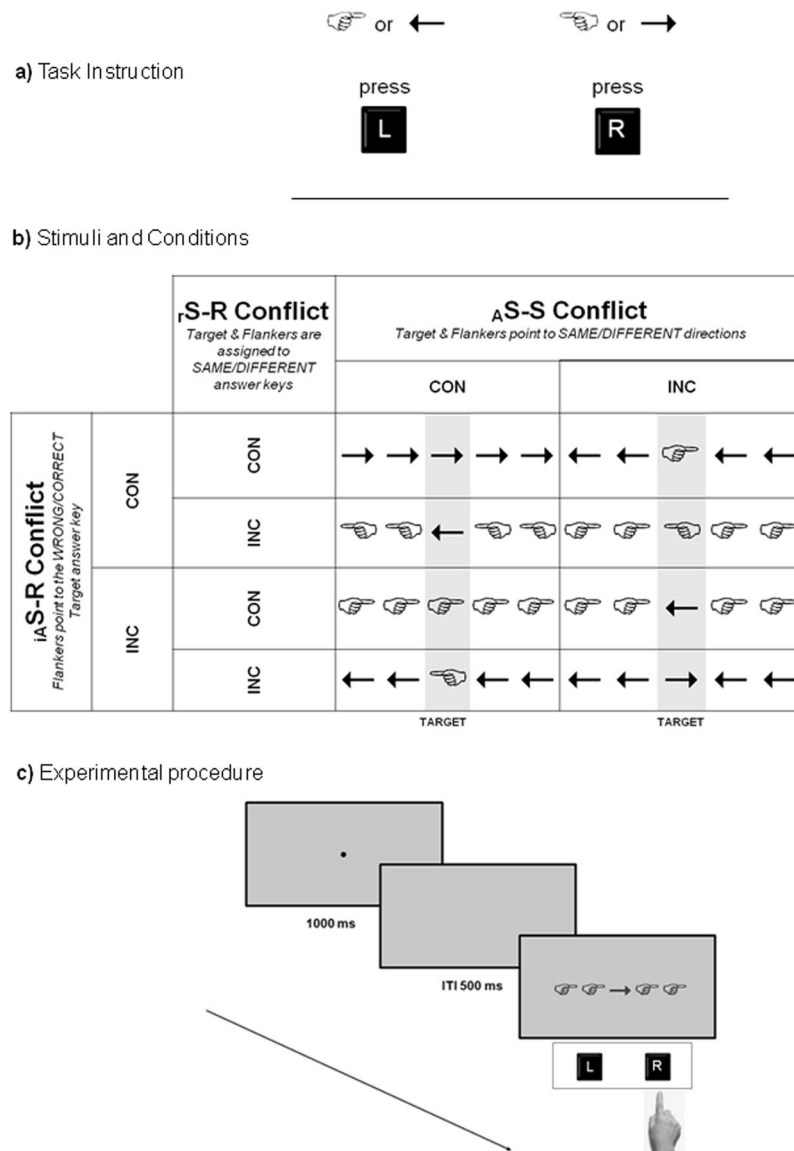 or or
a) Task Instruction
press press
L R
b) Stimuli and Conditions
rS-R Conflict
Target & Flankers are
assigned to
SAME/DIFFERENT
answer keys
AS-S Conflict
Target & Flankers point to SAME/DIFFERENT directions
CON INC
iAS-R Conflict
Flankers point to the WRONG/CORRECT
Target answer key
CON
CON
INC
INC
CON
INC
TARGET TARGET
c) Experimental procedure
1000 ms
ITI 500 ms
L R